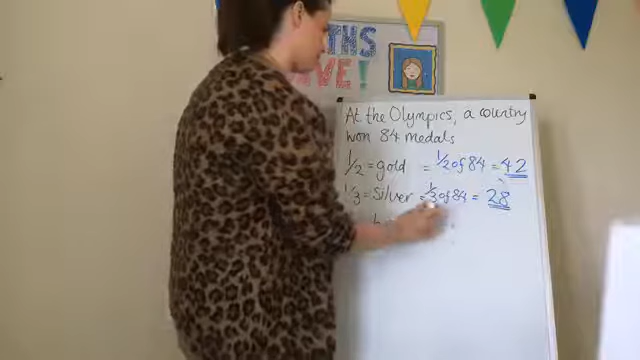 THS
VE!
At the Olympics, a country
won 84 medals
1/2 = gold = 1/2 of 84 = 42
1/3 = Silver = 1/3 of 84 = 28